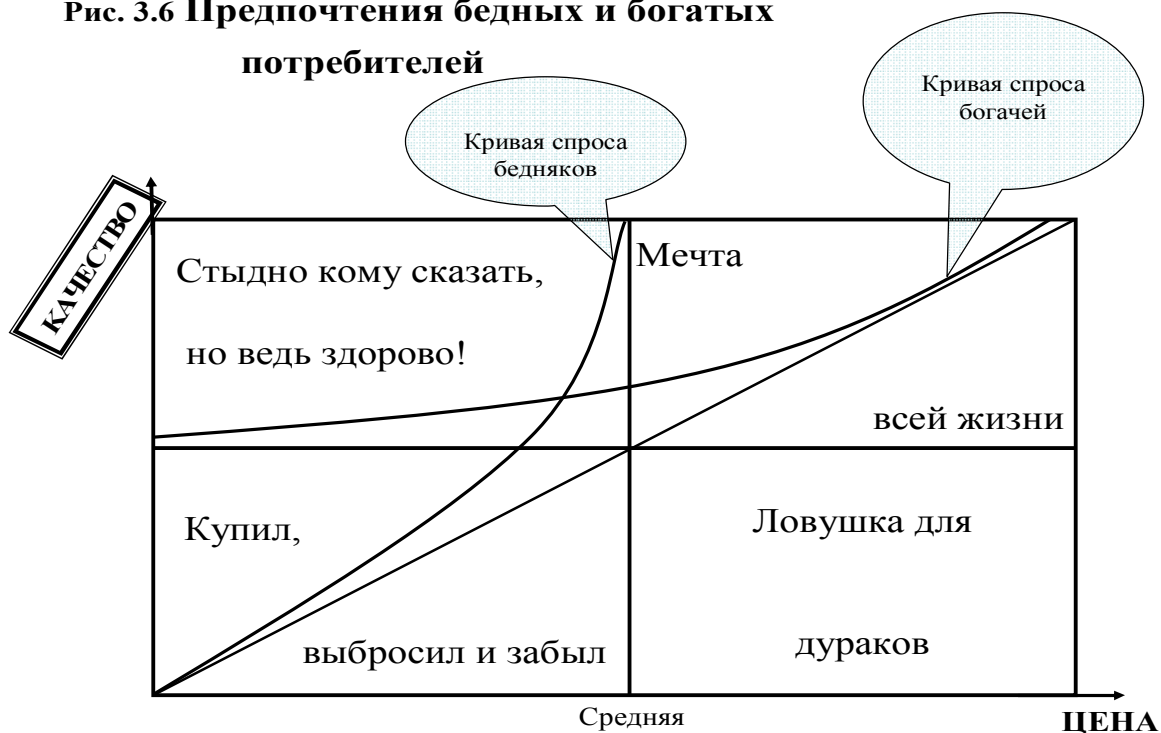 Рис. 3.6 Предпочтения бедных и богатых
потребителей
Кривая спроса
богачей
Кривая спроса
бедняков
КАЧЕСТВО
Стыдно кому сказать,
но ведь здорово!
Мечта
всей жизни
Купил,
выбросил и забыл
Ловушка для
дураков
Средняя
ЦЕНА